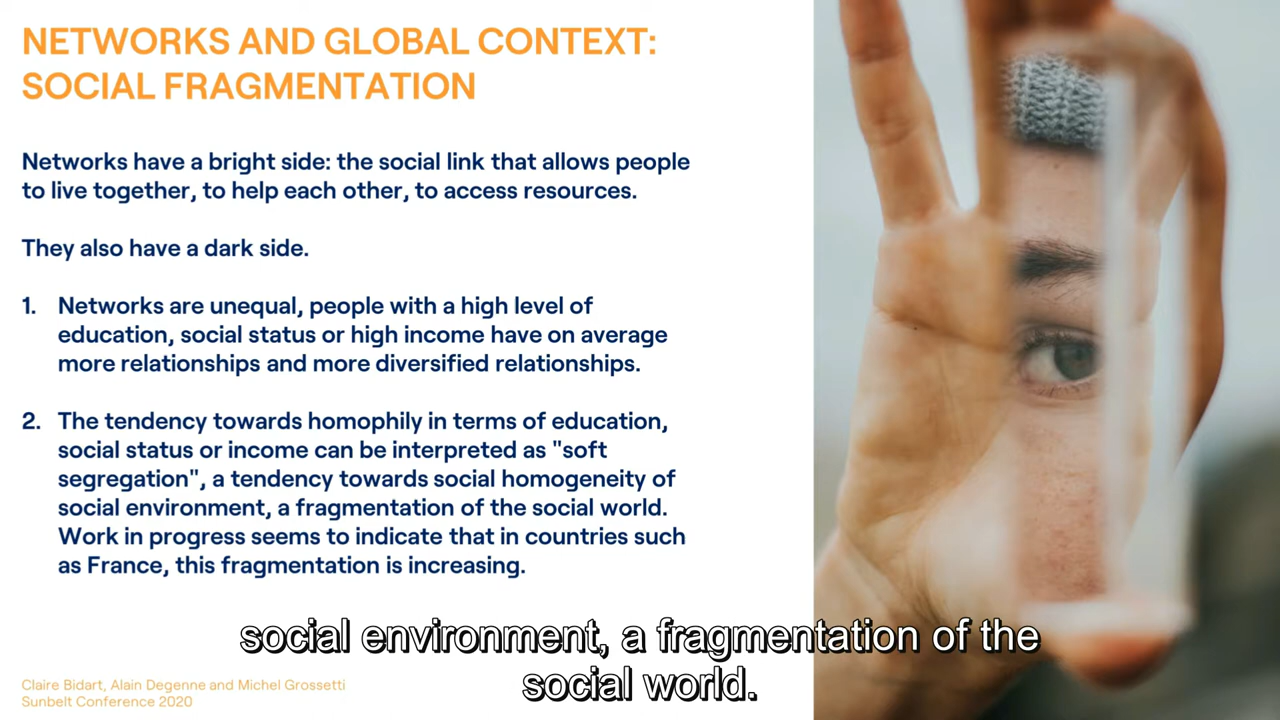 NETWORKS AND GLOBAL CONTEXT:
SOCIAL FRAGMENTATION
Networks have a bright side: the social link that allows people
to live together, to help each other, to access resources.
They also have a dark side.
1. Networks are unequal, people with a high level of
education, social status or high income have on average
more relationships and more diversified relationships.
2. The tendency towards homophily in terms of education,
social status or income can be interpreted as "soft
segregation", a tendency towards social homogeneity of
social environment, a fragmentation of the social world.
Work in progress seems to indicate that in countries such
as France, this fragmentation is increasing.
social environment, a fragmentation of the
social world.
Claire Bidart, Alain Degenne and Michel Grossetti
Sunbelt Conference 2020